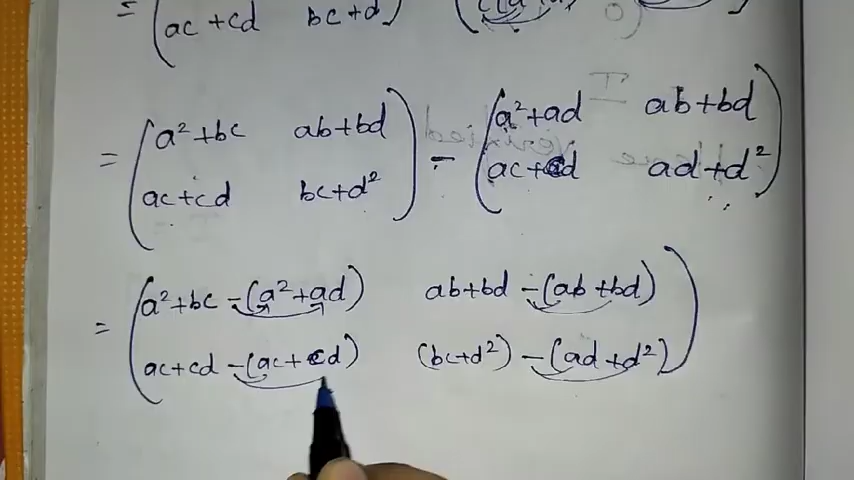 = ac + cd bc + d
= ( a² + bc ab + bd ) - ( a² + ad ab + bd )
ac + cd bc + d² ac + cd ad + d²
= ( a² + bc - (a² + ad) ab + bd - (ab + bd) )
ac + cd - (ac + cd) (bc + d²) - (ad + d²)